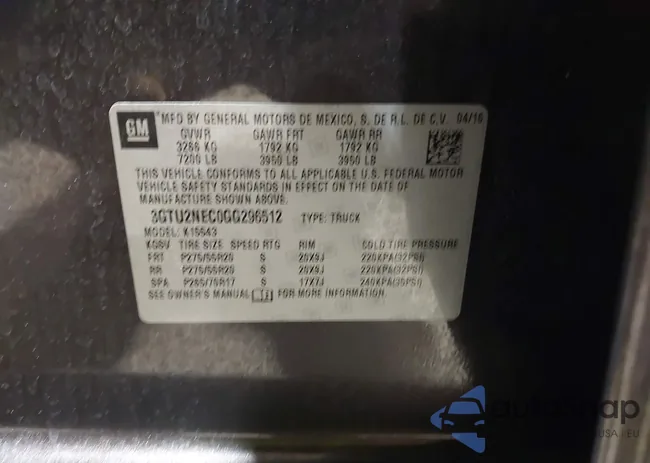 GM
MFD BY GENERAL MOTORS DE MEXICO, S. DE R.L. DE C.V. 04/16
GVWR GAWR FRT GAWR RR
3266 KG 1792 KG 1792 KG
7200 LB 3950 LB 3950 LB
THIS VEHICLE CONFORMS TO ALL APPLICABLE U.S. FEDERAL MOTOR
VEHICLE SAFETY STANDARDS IN EFFECT ON THE DATE OF
MANUFACTURE SHOWN ABOVE.
3GTU2NEC0GG296512 TYPE: TRUCK
MODEL: K15543
TIRE SIZE SPEED RTG RIM COLD TIRE PRESSURE
FRT P275/55R20 S 20X9J 220KPA(32PSI)
RR P275/55R20 S 20X9J 220KPA(32PSI)
SPA P265/70R17 S 17X7J 240KPA(35PSI)
SEE OWNER'S MANUAL FOR MORE INFORMATION.
USA | EU